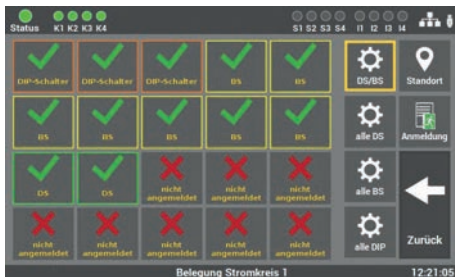 Status K1 K2 K3 K4 S1 S2 S3 S4 I1 I2 I3 I4
DIP-Schalter DIP-Schalter DIP-Schalter BS BS DS/BS Standort
BS BS BS BS BS alle DS Anmeldung
DS DS nicht angemeldet nicht angemeldet nicht angemeldet alle BS
nicht angemeldet nicht angemeldet nicht angemeldet nicht angemeldet nicht angemeldet alle DIP Zurück
Belegung Stromkreis 1 12:21:05